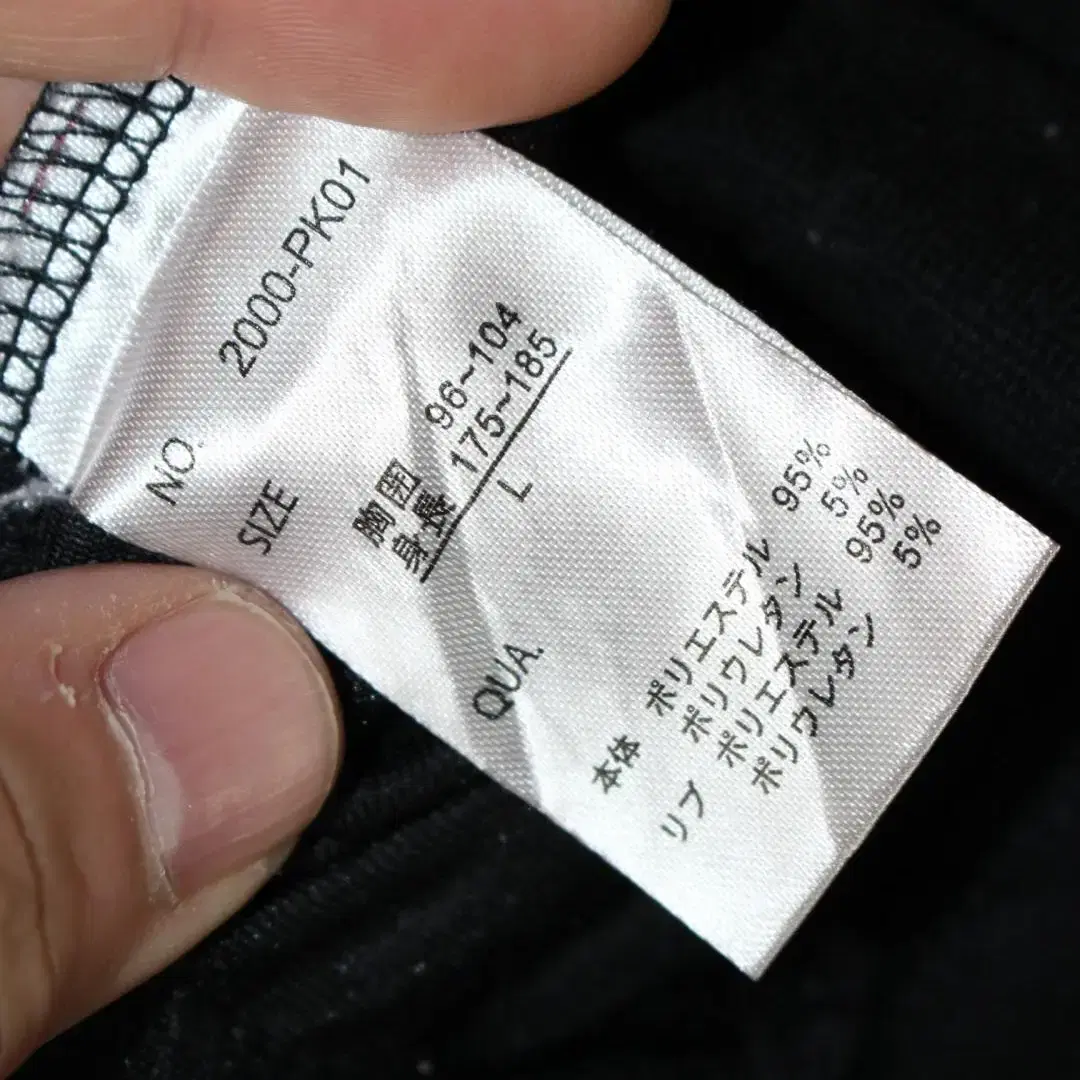 NO. 2000-PK01
SIZE
胸囲 96~104
身長 175~185
L
QUA.
本体 ポリエステル 95%
ポリウレタン 5%
リブ ポリエステル 95%
ポリウレタン 5%